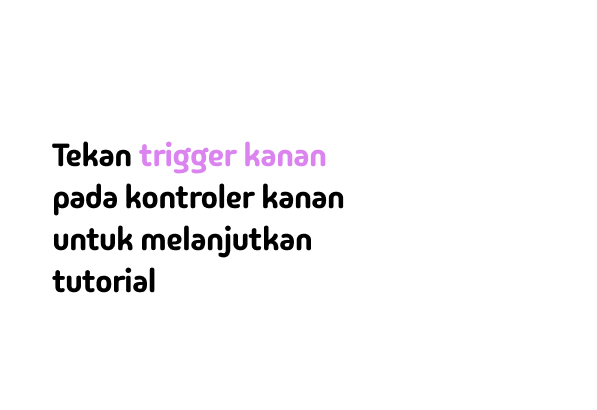 Tekan trigger kanan
pada kontroler kanan
untuk melanjutkan
tutorial